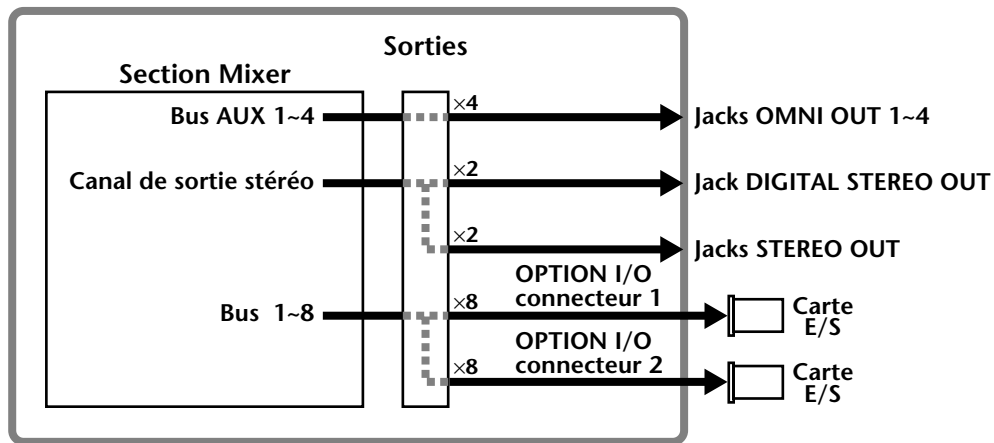 Sorties
Section Mixer
Bus AUX 1~4
×4
Jacks OMNI OUT 1~4
Canal de sortie stéréo
×2
Jack DIGITAL STEREO OUT
×2
Jacks STEREO OUT
OPTION I/O
connecteur 1
Bus 1~8
×8
Carte
E/S
OPTION I/O
connecteur 2
×8
Carte
E/S